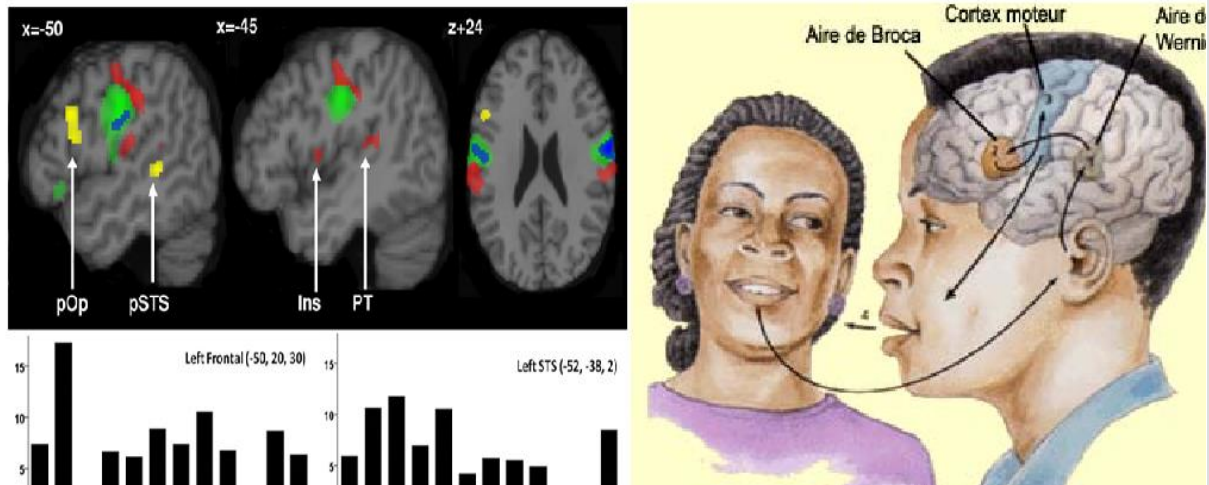 x=-50
x=-45
z+24
pOp
pSTS
Ins
PT
Left Frontal (-50, 20, 30)
15
10
5
Left STS (-52, -38, 2)
15
10
5
Cortex moteur
Aire de Broca
Aire d
Werni
4